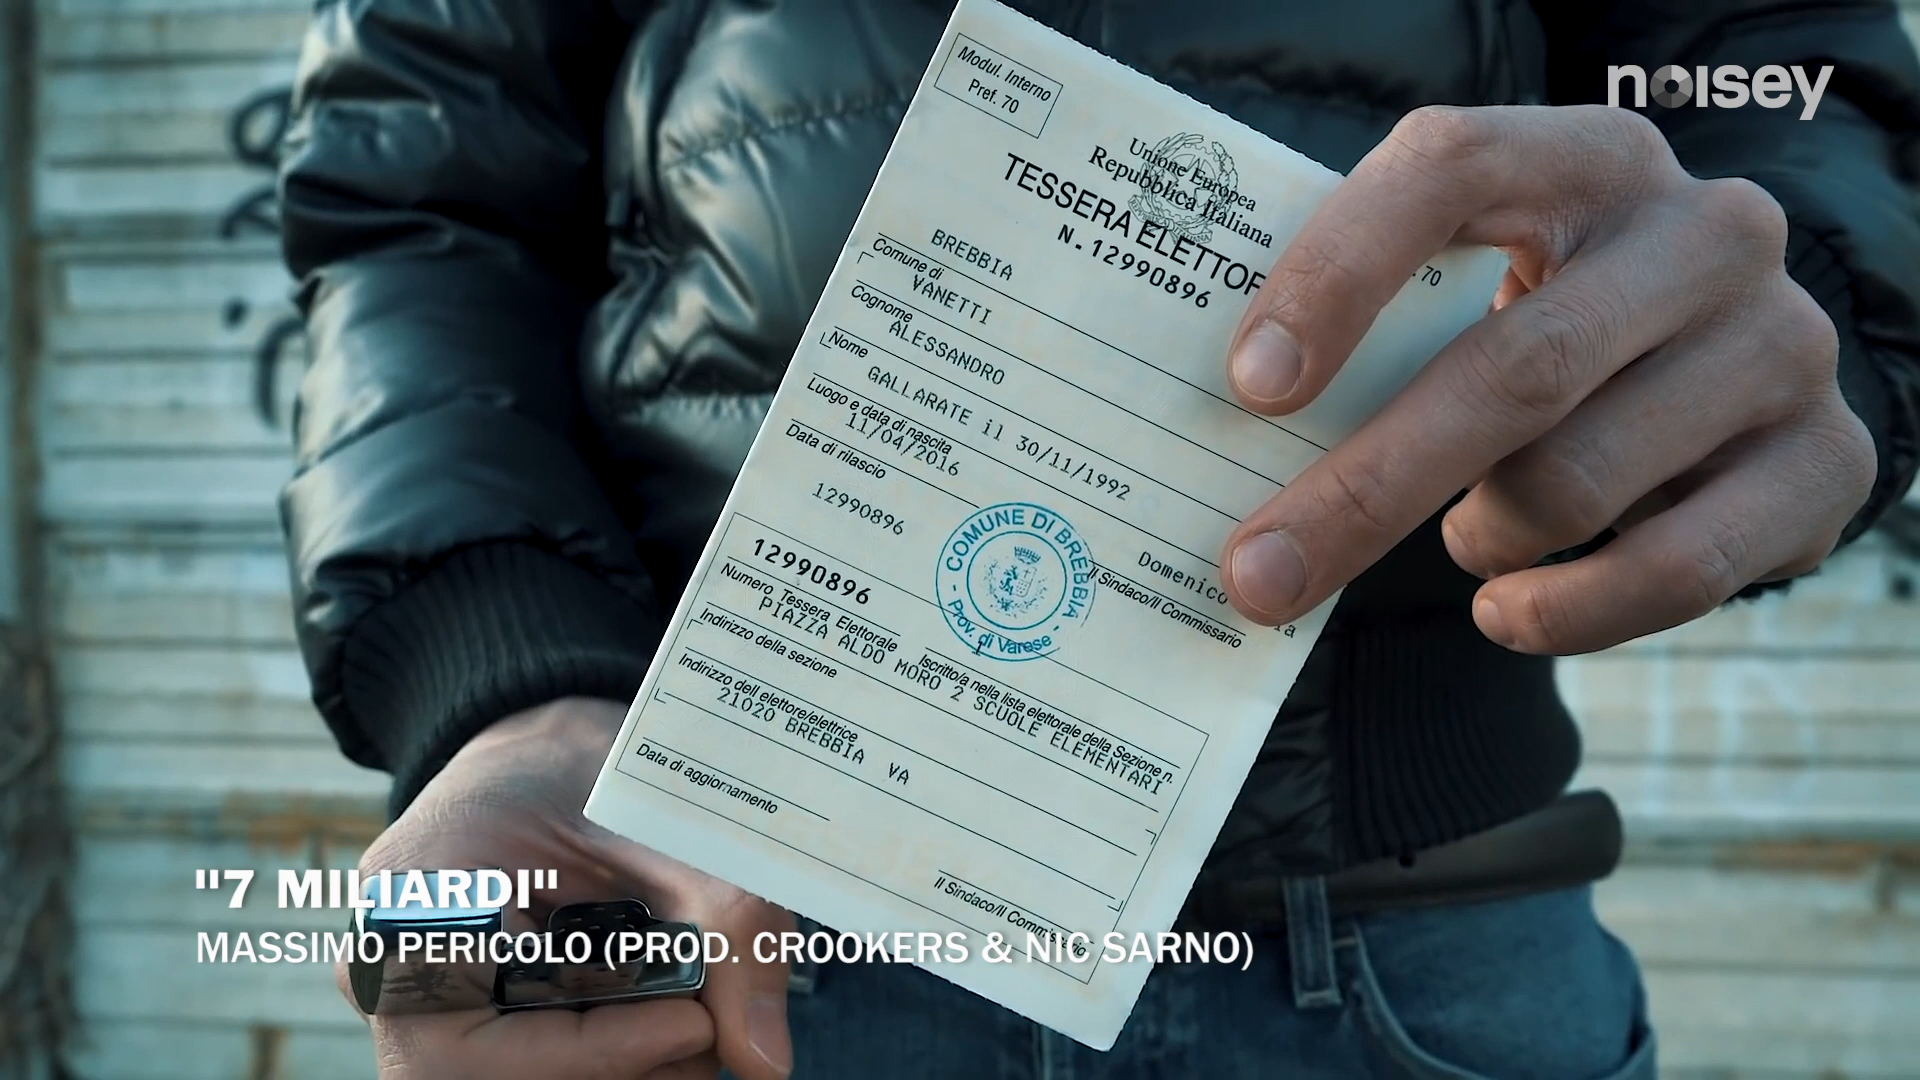 noisey
Modul. Interno
Pref. 70
Unione Europea
Repubblica Italiana
TESSERA ELETTOR
N. 12990896
. 70
BREBBIA
Comune di
VANETTI
Cognome
ALESSANDRO
Nome
GALLARATE il 30/11/1992
Luogo e data di nascita
11/04/2016
Data di rilascio
12990896
COMUNE DI BREBBIA
- Prov. di Varese -
Domenico
Il Sindaco/Il Commissario
12990896
Numero Tessera Elettorale
1
Iscritto/a nella lista elettorale della Sezione n.
PIAZZA ALDO MORO 2 SCUOLE ELEMENTARI
Indirizzo della sezione
Indirizzo dell'elettore/elettrice
21020 BREBBIA VA
Data di aggiornamento
Il Sindaco/Il Commissario
"7 MILIARDI"
MASSIMO PERICOLO (PROD. CROOKERS & NIC SARNO)